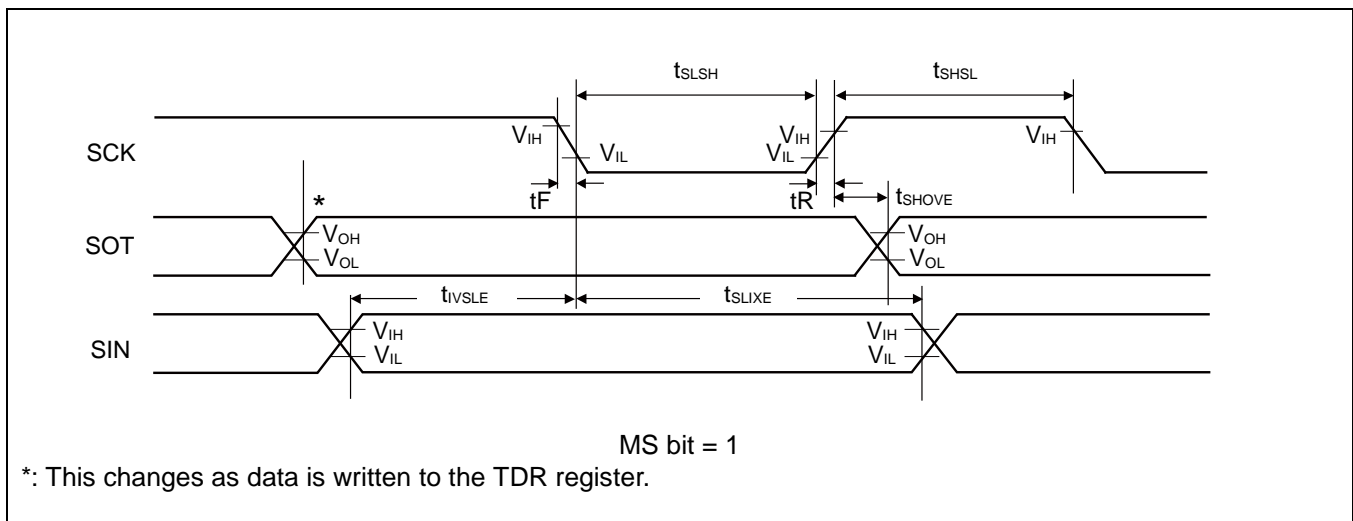 tSLSH tSHSL
SCK VIH VIL VIH VIL VIH
tF tR tSHOVE
*
SOT VOH VOL VOH VOL
tIVSLE tSLIXE
SIN VIH VIL VIH VIL
MS bit = 1
*: This changes as data is written to the TDR register.